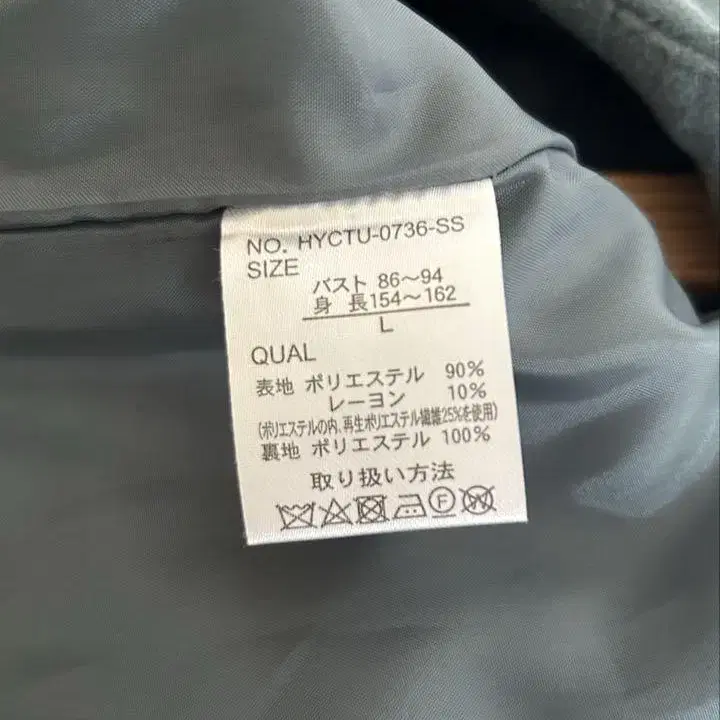 NO. HYCTU-0736-SS
SIZE
バスト 86〜94
身 長154〜162
L
QUAL
表地 ポリエステル 90%
レーヨン 10%
(ポリエステルの内、再生ポリエステル繊維25%を使用)
裏地 ポリエステル 100%
取り扱い方法
F W